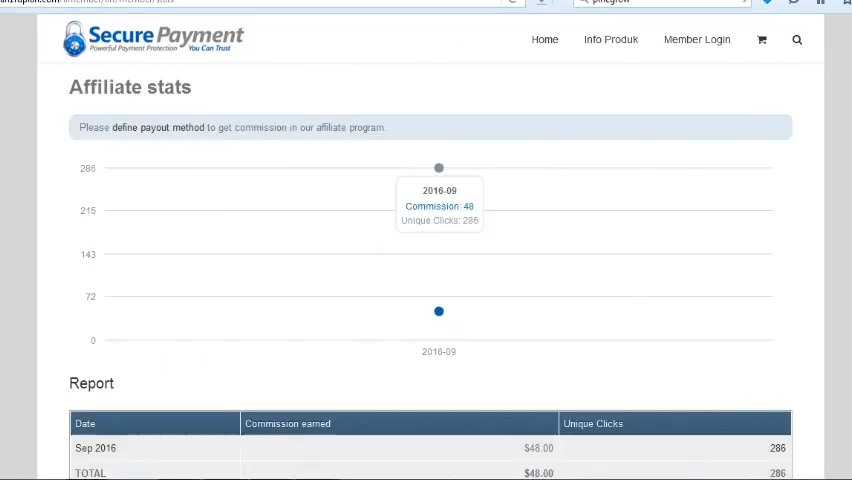 SecurePayment
Powerful Payment Protection You Can Trust
Home Info Produk Member Login
Affiliate stats
Please define payout method to get commission in our affiliate program.
286
2016-09
Commission: 48
Unique Clicks: 286
215
143
72
0
2016-09
Report
Date Commission earned Unique Clicks
Sep 2016 $48.00 286
TOTAL $48.00 286